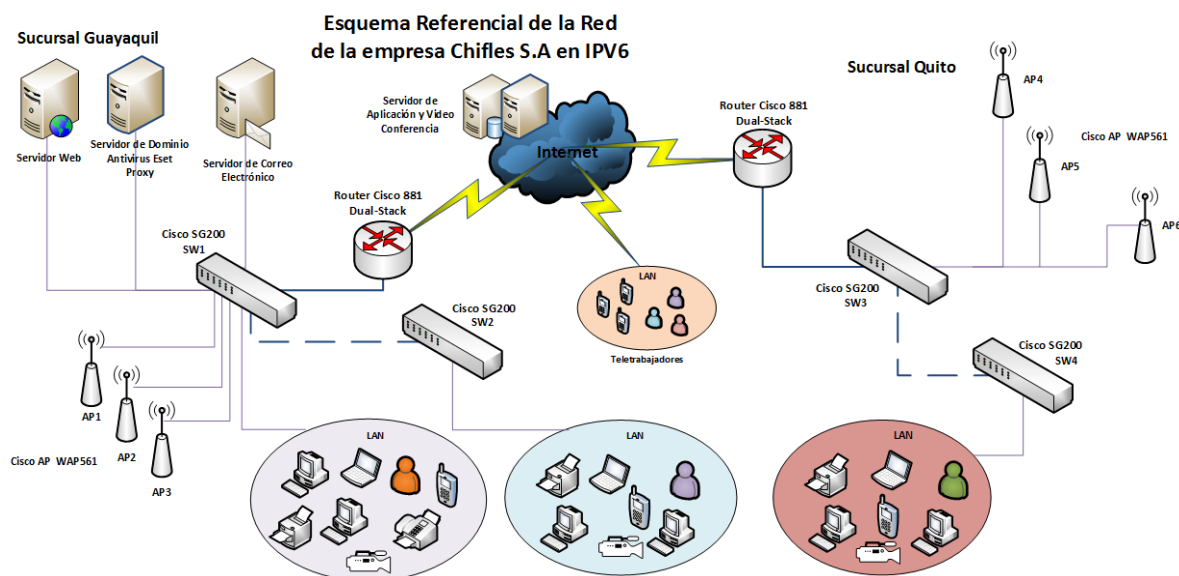 Esquema Referencial de la Red
de la empresa Chifles S.A en IPV6
Sucursal Guayaquil
Servidor Web
Servidor de Dominio
Antivirus Eset
Proxy
Servidor de Correo
Electrónico
Servidor de
Aplicación y Video
Conferencia
Internet
Router Cisco 881
Dual-Stack
Router Cisco 881
Dual-Stack
Sucursal Quito
AP4
Cisco AP WAP561
AP5
AP6
Cisco SG200
SW1
Cisco SG200
SW2
LAN
Teletrabajadores
Cisco SG200
SW3
Cisco SG200
SW4
AP1
AP2
AP3
Cisco AP WAP561
LAN
LAN
LAN